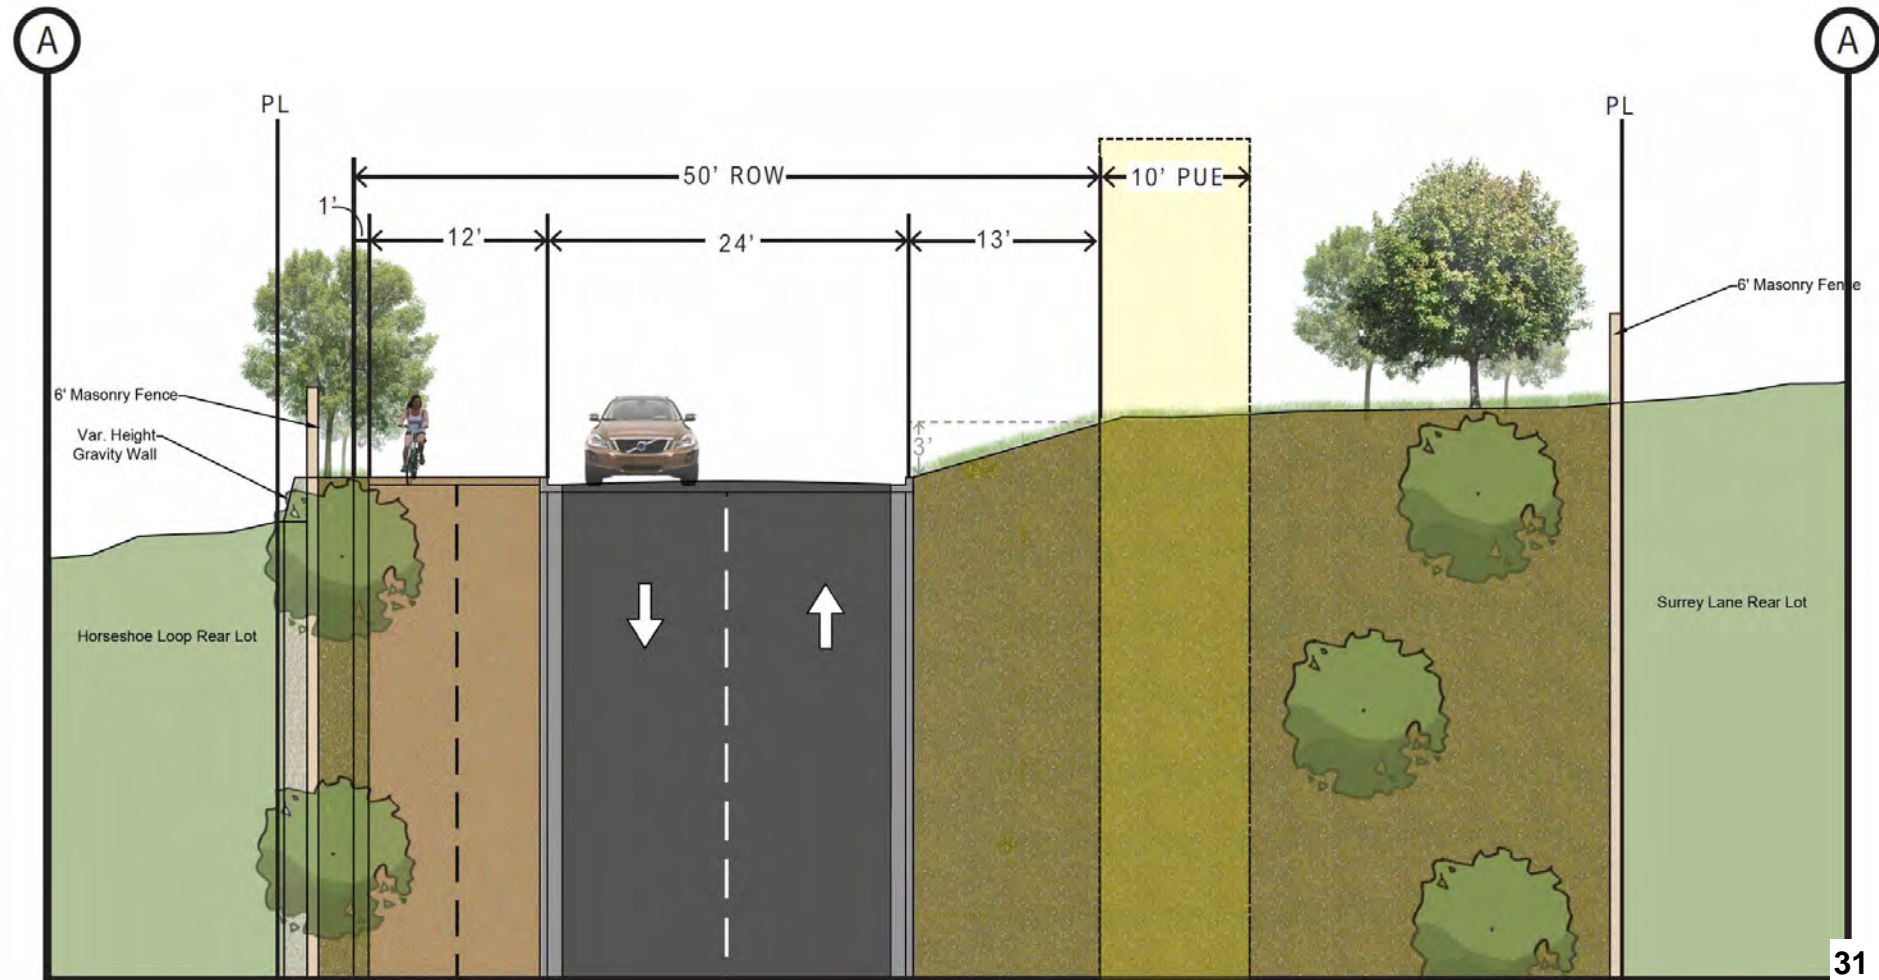 A
A
PL
PL
50' ROW
10' PUE
1'
12'
24'
13'
6' Masonry Fence
6' Masonry Fence
Var. Height
Gravity Wall
3'
Horseshoe Loop Rear Lot
Surrey Lane Rear Lot
31